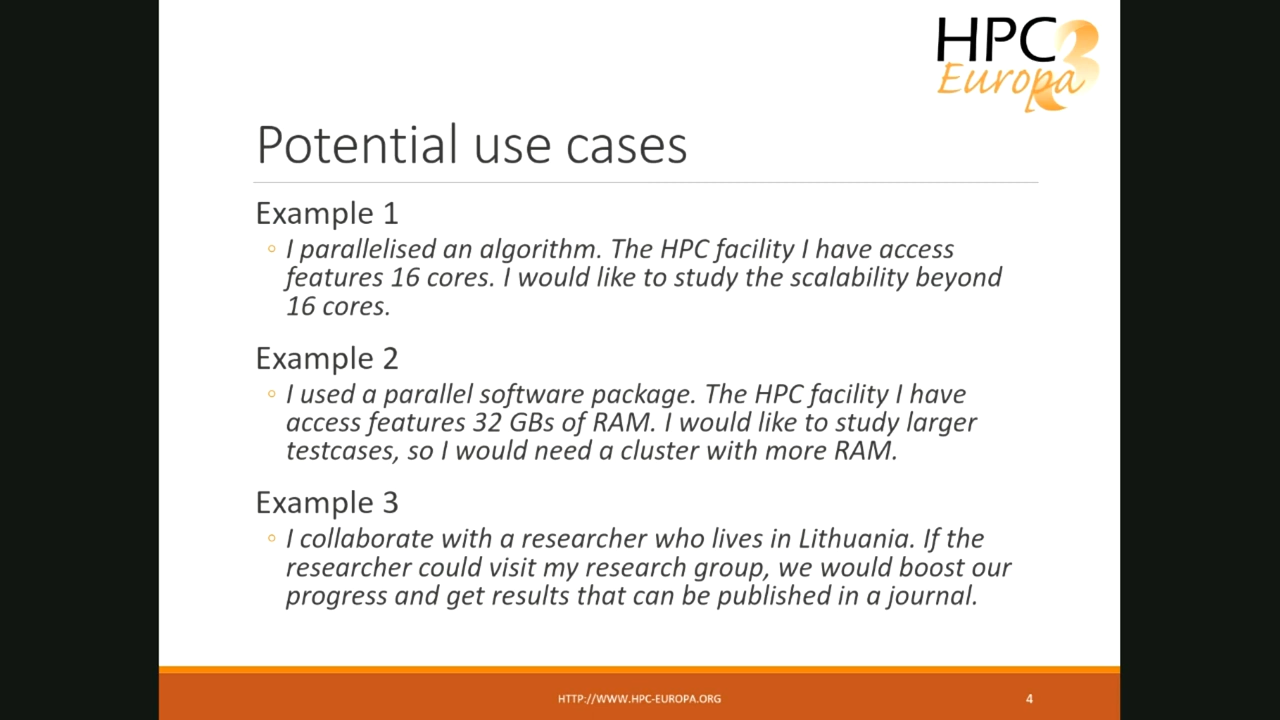 HPC3
Europa
Potential use cases
Example 1
◦ I parallelised an algorithm. The HPC facility I have access
features 16 cores. I would like to study the scalability beyond
16 cores.
Example 2
◦ I used a parallel software package. The HPC facility I have
access features 32 GBs of RAM. I would like to study larger
testcases, so I would need a cluster with more RAM.
Example 3
◦ I collaborate with a researcher who lives in Lithuania. If the
researcher could visit my research group, we would boost our
progress and get results that can be published in a journal.
HTTP://WWW.HPC-EUROPA.ORG
4